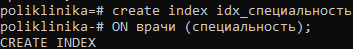 poliklinika=# create index idx_специальность
poliklinika-# ON врачи (специальность);
CREATE INDEX